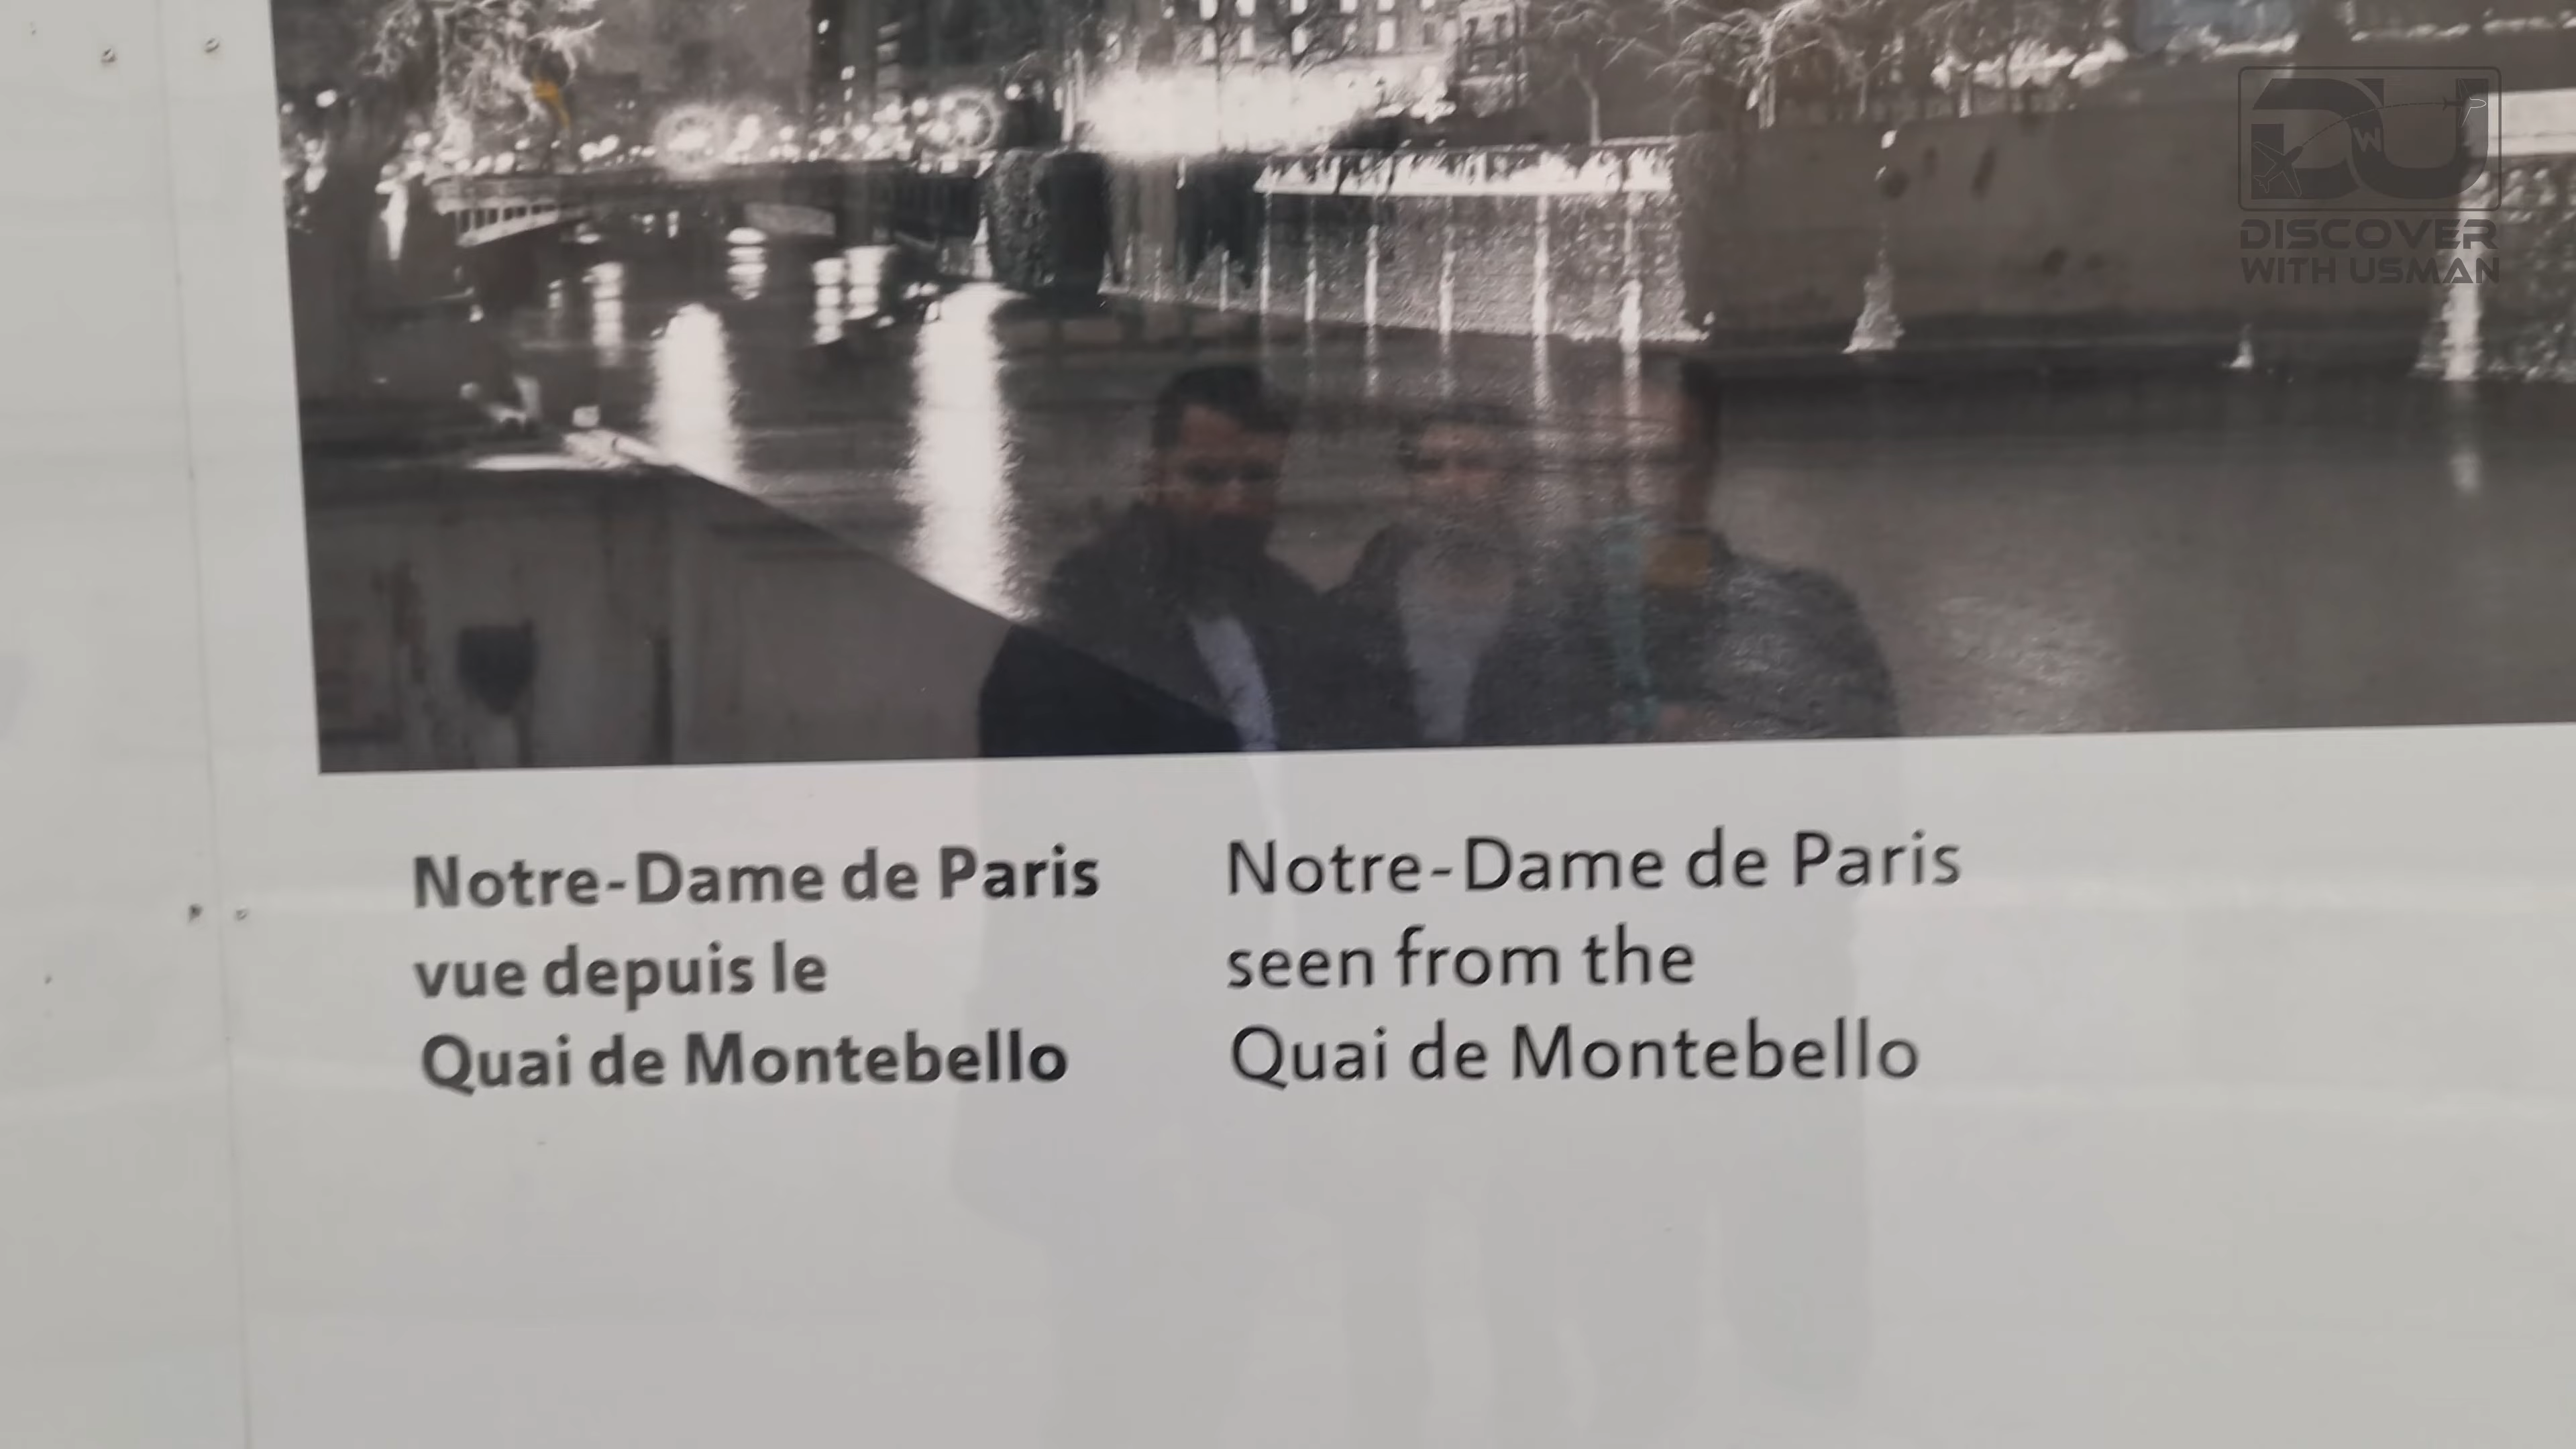 DU
W
DISCOVER
WITH USMAN
Notre-Dame de Paris
vue depuis le
Quai de Montebello
Notre-Dame de Paris
seen from the
Quai de Montebello